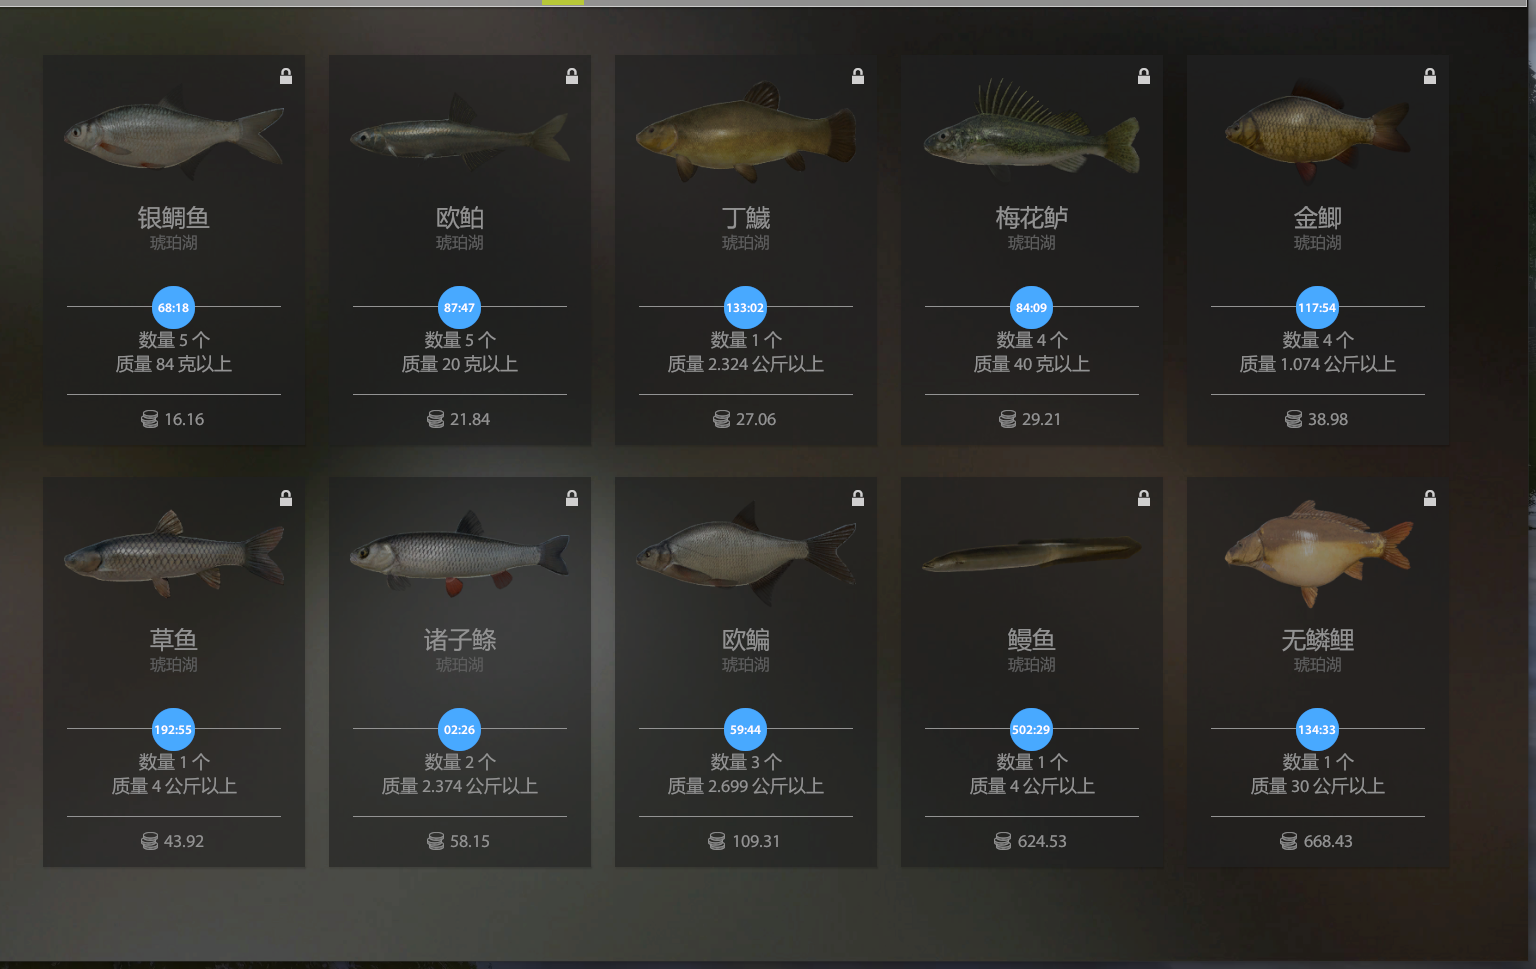 银鲷鱼
琥珀湖
68:18
数量 5 个
质量 84 克以上
16.16
欧鲌
琥珀湖
87:47
数量 5 个
质量 20 克以上
21.84
丁鱥
琥珀湖
133:02
数量 1 个
质量 2.324 公斤以上
27.06
梅花鲈
琥珀湖
84:09
数量 4 个
质量 40 克以上
29.21
金鲫
琥珀湖
117:54
数量 4 个
质量 1.074 公斤以上
38.98
草鱼
琥珀湖
192:55
数量 1 个
质量 4 公斤以上
43.92
诸子鲦
琥珀湖
02:26
数量 2 个
质量 2.374 公斤以上
58.15
欧鳊
琥珀湖
59:44
数量 3 个
质量 2.699 公斤以上
109.31
鳗鱼
琥珀湖
502:29
数量 1 个
质量 4 公斤以上
624.53
无鳞鲤
琥珀湖
134:33
数量 1 个
质量 30 公斤以上
668.43